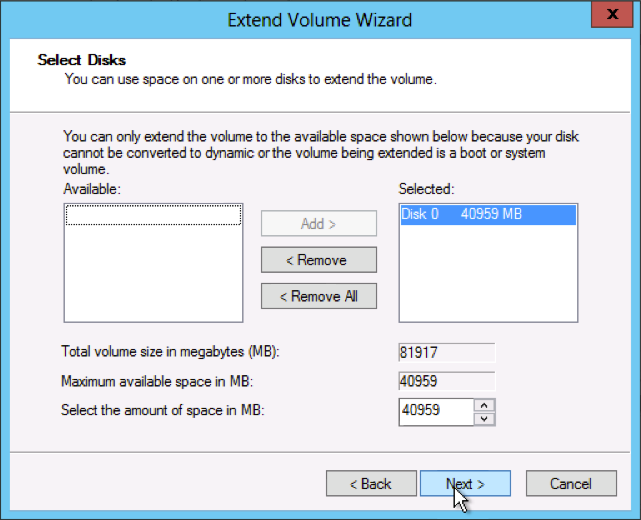 Extend Volume Wizard
x
Select Disks
You can use space on one or more disks to extend the volume.
You can only extend the volume to the available space shown below because your disk
cannot be converted to dynamic or the volume being extended is a boot or system
volume.
Available:
Selected:
Disk 0 40959 MB
Add >
< Remove
< Remove All
Total volume size in megabytes (MB): 81917
Maximum available space in MB: 40959
Select the amount of space in MB: 40959
< Back
Next >
Cancel